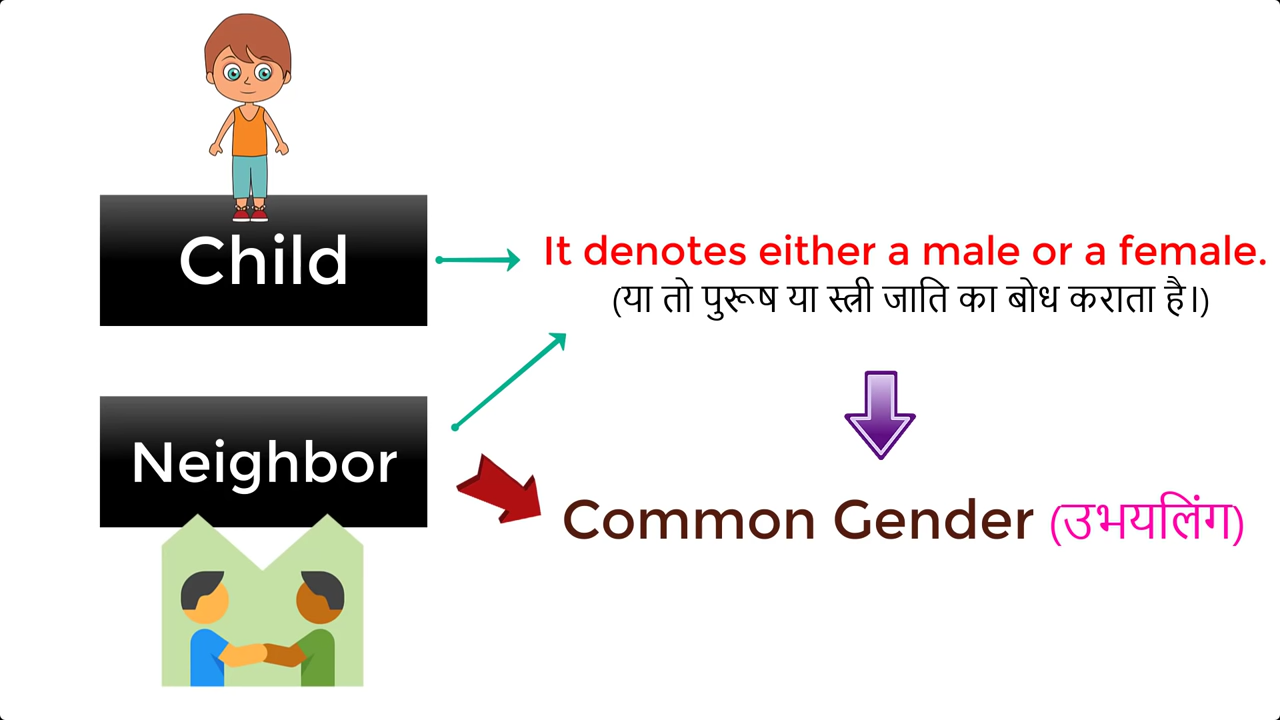 Child
It denotes either a male or a female.
(या तो पुरूष या स्त्री जाति का बोध कराता है।)
Neighbor
Common Gender (उभयलिंग)